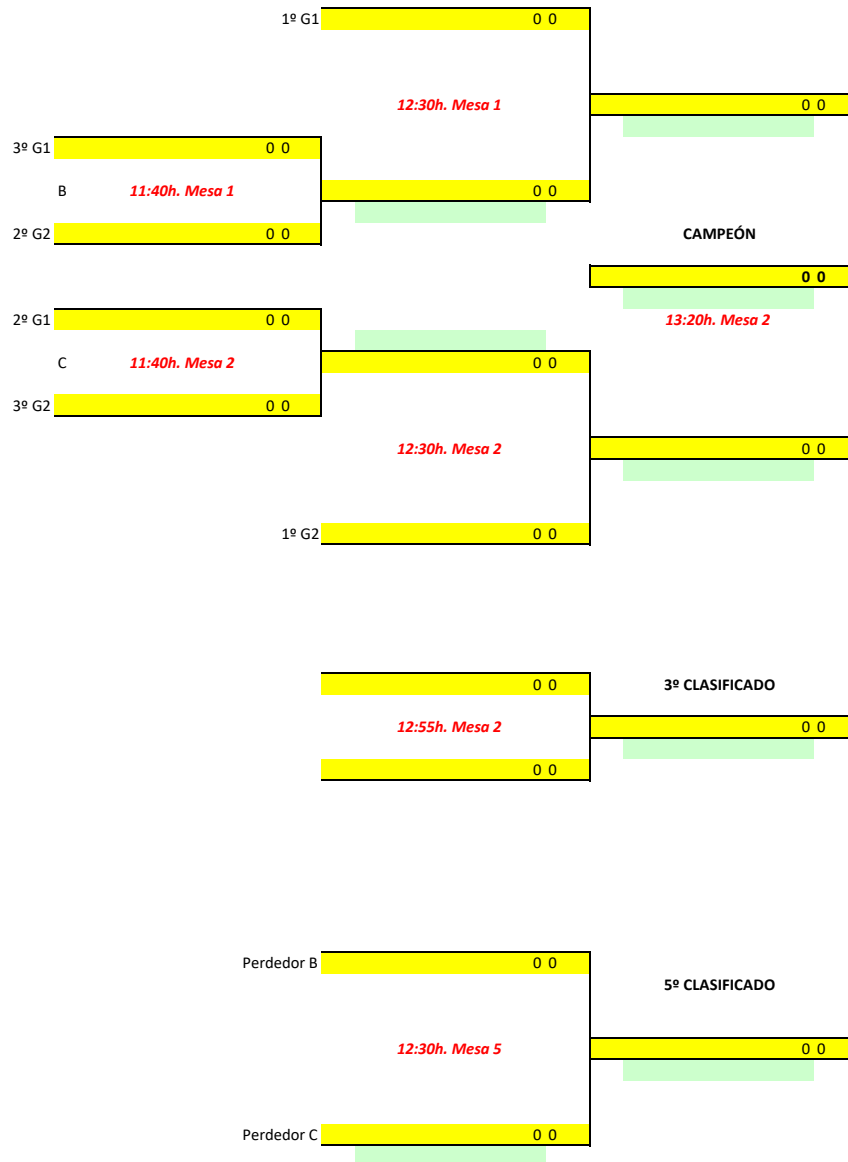 1º G1 0 0
12:30h. Mesa 1
0 0
3º G1 0 0
B 11:40h. Mesa 1 0 0
2º G2 0 0 CAMPEÓN
0 0
2º G1 0 0 13:20h. Mesa 2
C 11:40h. Mesa 2 0 0
3º G2 0 0
12:30h. Mesa 2 0 0
1º G2 0 0
0 0 3º CLASIFICADO
12:55h. Mesa 2 0 0
0 0
Perdedor B 0 0
5º CLASIFICADO
12:30h. Mesa 5 0 0
Perdedor C 0 0